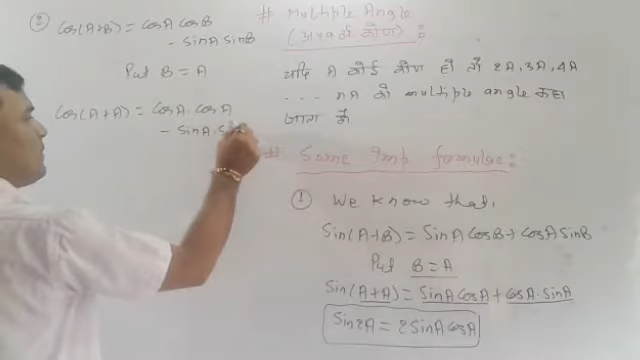 # Multiple Angle
(अपवर्त्य कोण) :
यदि A कोई कोण हो तो 2A, 3A, 4A
... nA को multiple angle कहा
जाता है
# Some Imp formulae:
① We know that,
Sin(A+B) = SinA CosB + CosA SinB
Put B = A
Sin(A+A) = SinA CosA + CosA. SinA
Sin2A = 2SinA CosA
② Cos(A+B) = CosA CosB
- SinA SinB
Put B = A
Cos(A+A) = CosA. CosA
- SinA.